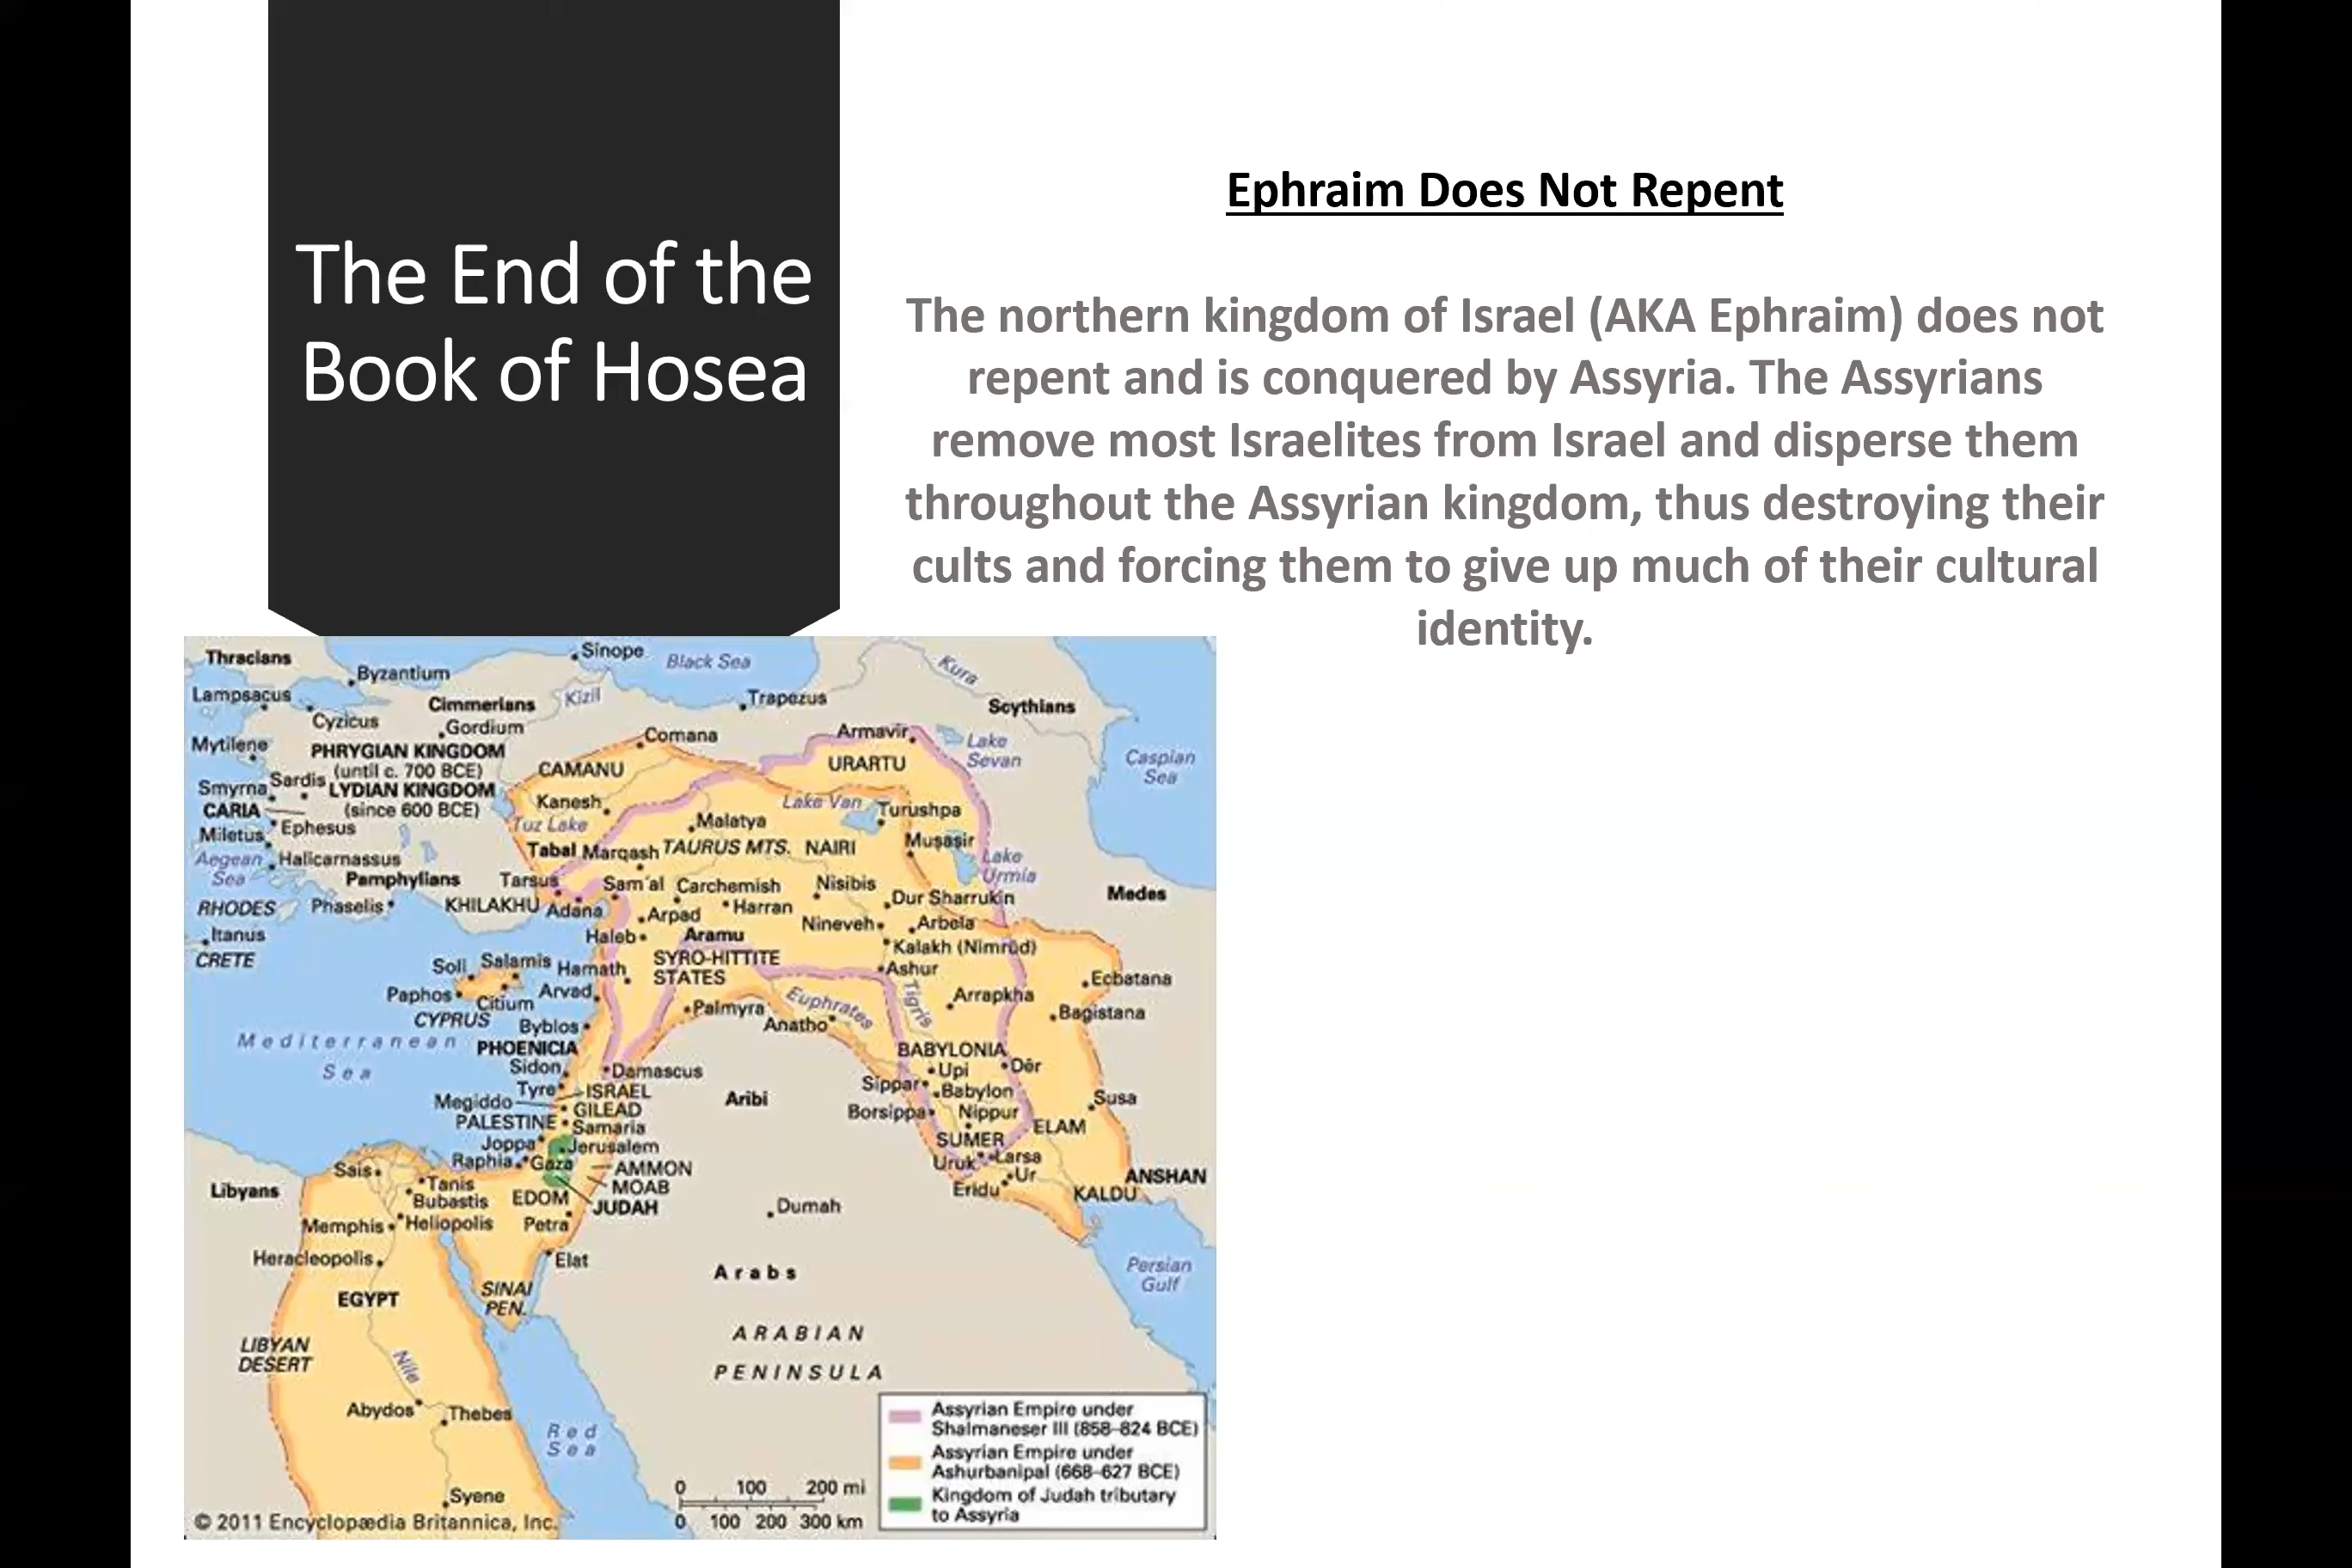 The End of the
Book of Hosea
Ephraim Does Not Repent
The northern kingdom of Israel (AKA Ephraim) does not
repent and is conquered by Assyria. The Assyrians
remove most Israelites from Israel and disperse them
throughout the Assyrian kingdom, thus destroying their
cults and forcing them to give up much of their cultural
identity.
Thracians
Byzantium
Sinope
Black Sea
Kura
Lampsacus
Cimmerians
Kizil
Trapezus
Scythians
Cyzicus
Gordium
Mytilene
PHRYGIAN KINGDOM
(until c. 700 BCE)
Comana
Armavir
Lake
Sevan
Caspian
Sea
Smyrna
Sardis
LYDIAN KINGDOM
(since 600 BCE)
CAMANU
URARTU
CARIA
Kanesh
Lake Van
Turushpa
Miletus
Ephesus
Tuz Lake
Malatya
Musasir
Aegean
Sea
Halicarnassus
Tabal
Marqash
TAURUS MTS.
NAIRI
Lake
Urmia
Pamphylians
Tarsus
Sam'al
Carchemish
Nisibis
Dur Sharrukin
Medes
RHODES
Phaselis
KHILAKHU
Adana
Arpad
Harran
Nineveh
Arbela
Itanus
CRETE
Haleb
Aramu
Kalakh (Nimrūd)
Soli
Salamis
Hamath
SYRO-HITTITE
STATES
Ashur
Ecbatana
Paphos
Citium
Arvad
Palmyra
Euphrates
Tigris
Arrapkha
CYPRUS
Byblos
Anatho
Bagistana
Mediterranean
Sea
PHOENICIA
BABYLONIA
Sidon
Damascus
Upi
Dēr
Tyre
ISRAEL
Aribi
Sippar
Babylon
Susa
Megiddo
GILEAD
Borsippa
Nippur
PALESTINE
Samaria
ELAM
Joppa
Jerusalem
SUMER
Raphia
Gaza
AMMON
Uruk
Larsa
Sais
MOAB
Ur
ANSHAN
Libyans
Tanis
Bubastis
EDOM
JUDAH
Eridu
KALDU
Memphis
Heliopolis
Petra
Dumah
Heracleopolis
Elat
Arabs
Persian
Gulf
EGYPT
SINAI
PEN.
LIBYAN
DESERT
Nile
ARABIAN
PENINSULA
Abydos
Thebes
Red
Sea
Syene
Assyrian Empire under
Shalmaneser III (858–824 BCE)
Assyrian Empire under
Ashurbanipal (668–627 BCE)
Kingdom of Judah tributary
to Assyria
0 100 200 mi
0 100 200 300 km
© 2011 Encyclopædia Britannica, Inc.